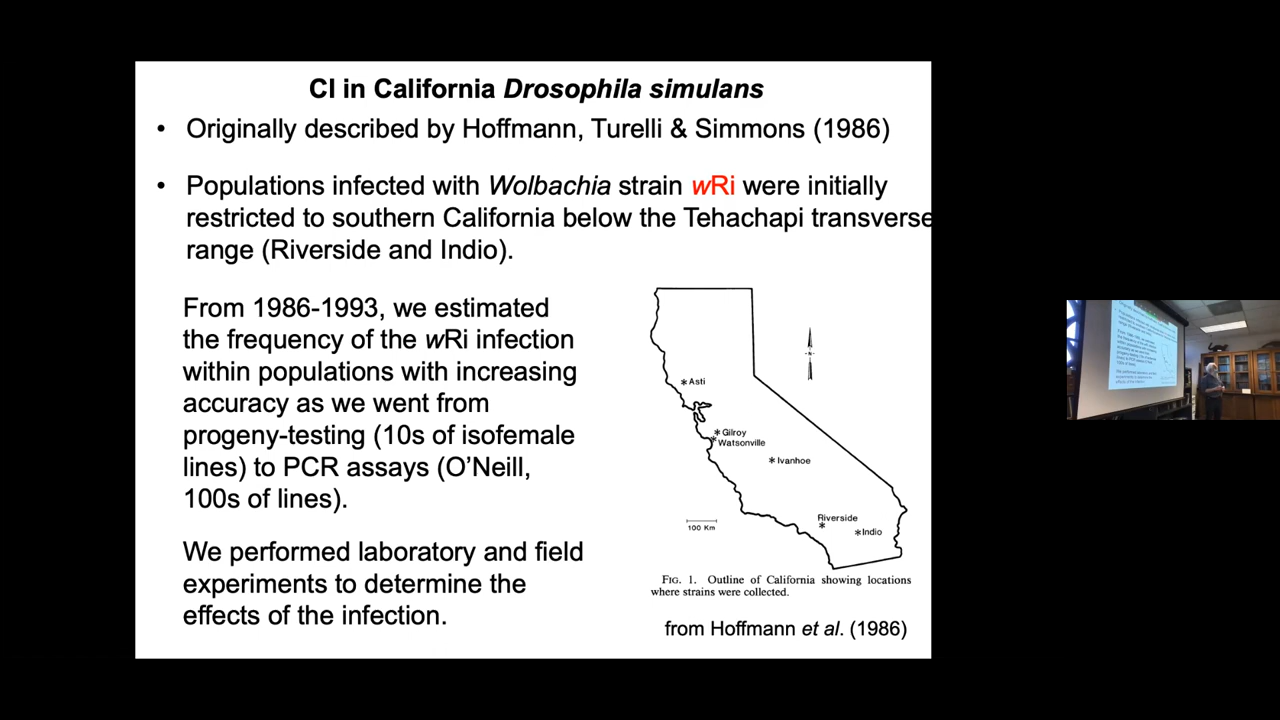 CI in California Drosophila simulans
• Originally described by Hoffmann, Turelli & Simmons (1986)
• Populations infected with Wolbachia strain wRi were initially
restricted to southern California below the Tehachapi transverse
range (Riverside and Indio).
From 1986-1993, we estimated
the frequency of the wRi infection
within populations with increasing
accuracy as we went from
progeny-testing (10s of isofemale
lines) to PCR assays (O’Neill,
100s of lines).
We performed laboratory and field
experiments to determine the
effects of the infection.
N
Asti
Gilroy
Watsonville
Ivanhoe
Riverside
Indio
100 Km
FIG. 1. Outline of California showing locations
where strains were collected.
from Hoffmann et al. (1986)